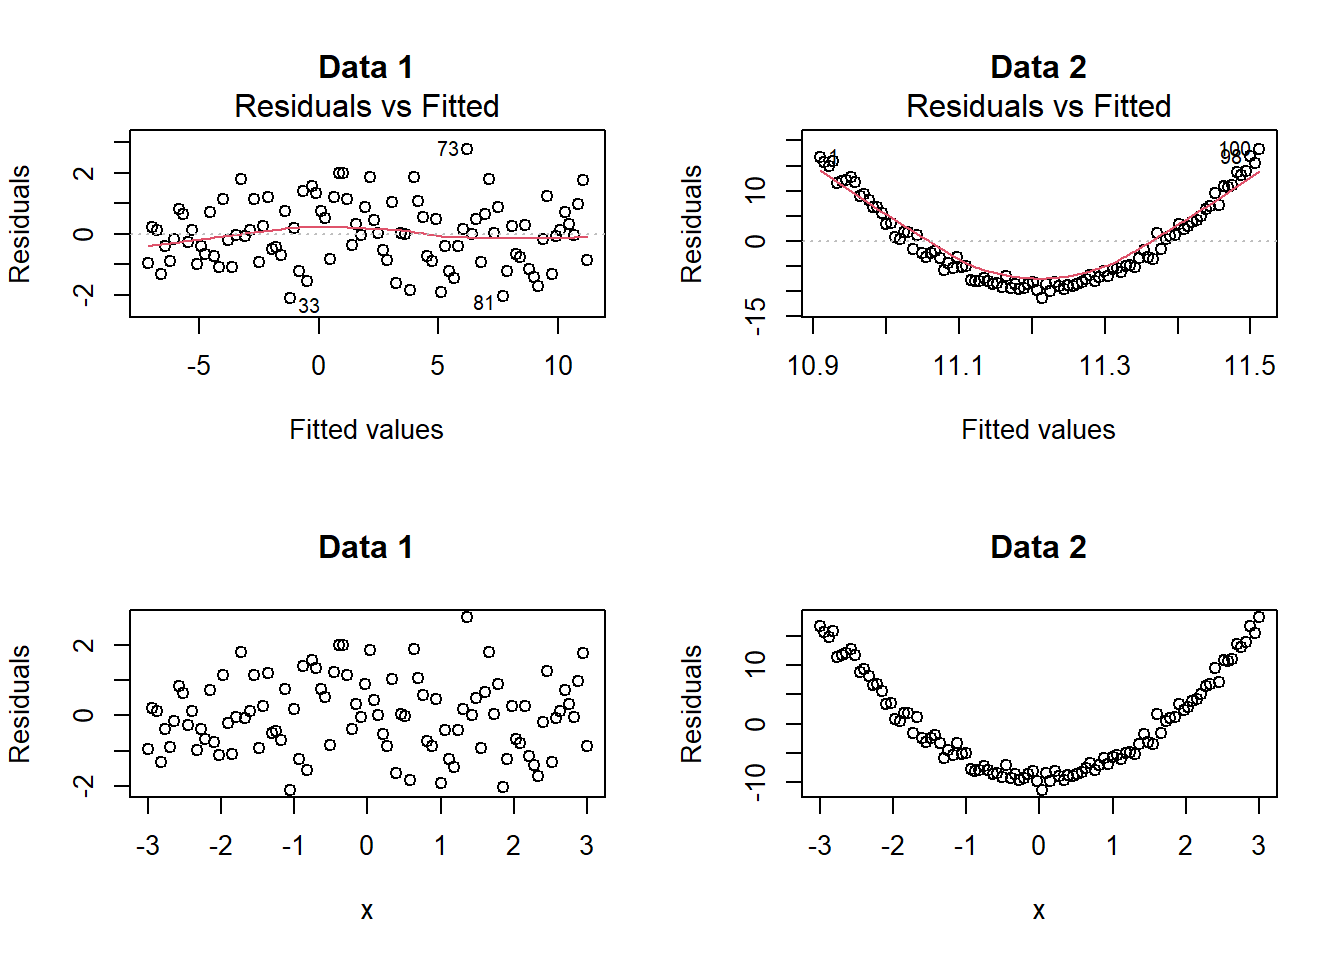 Data 1
Residuals vs Fitted
Residuals
2
0
-2
73
33
81
-5
0
5
10
Fitted values
Data 2
Residuals vs Fitted
Residuals
10
0
-15
1
100
98
10.9
11.1
11.3
11.5
Fitted values
Data 1
Residuals
2
0
-2
-3
-2
-1
0
1
2
3
x
Data 2
Residuals
10
0
-10
-3
-2
-1
0
1
2
3
x